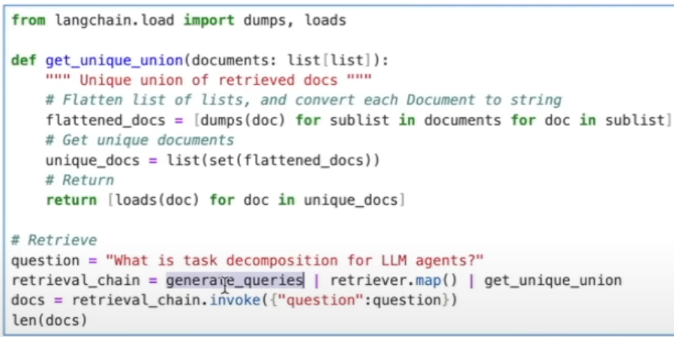 from langchain.load import dumps, loads
def get_unique_union(documents: list[list]):
""" Unique union of retrieved docs """
# Flatten list of lists, and convert each Document to string
flattened_docs = [dumps(doc) for sublist in documents for doc in sublist]
# Get unique documents
unique_docs = list(set(flattened_docs))
# Return
return [loads(doc) for doc in unique_docs]
# Retrieve
question = "What is task decomposition for LLM agents?"
retrieval_chain = generate_queries | retriever.map() | get_unique_union
docs = retrieval_chain.invoke({"question":question})
len(docs)